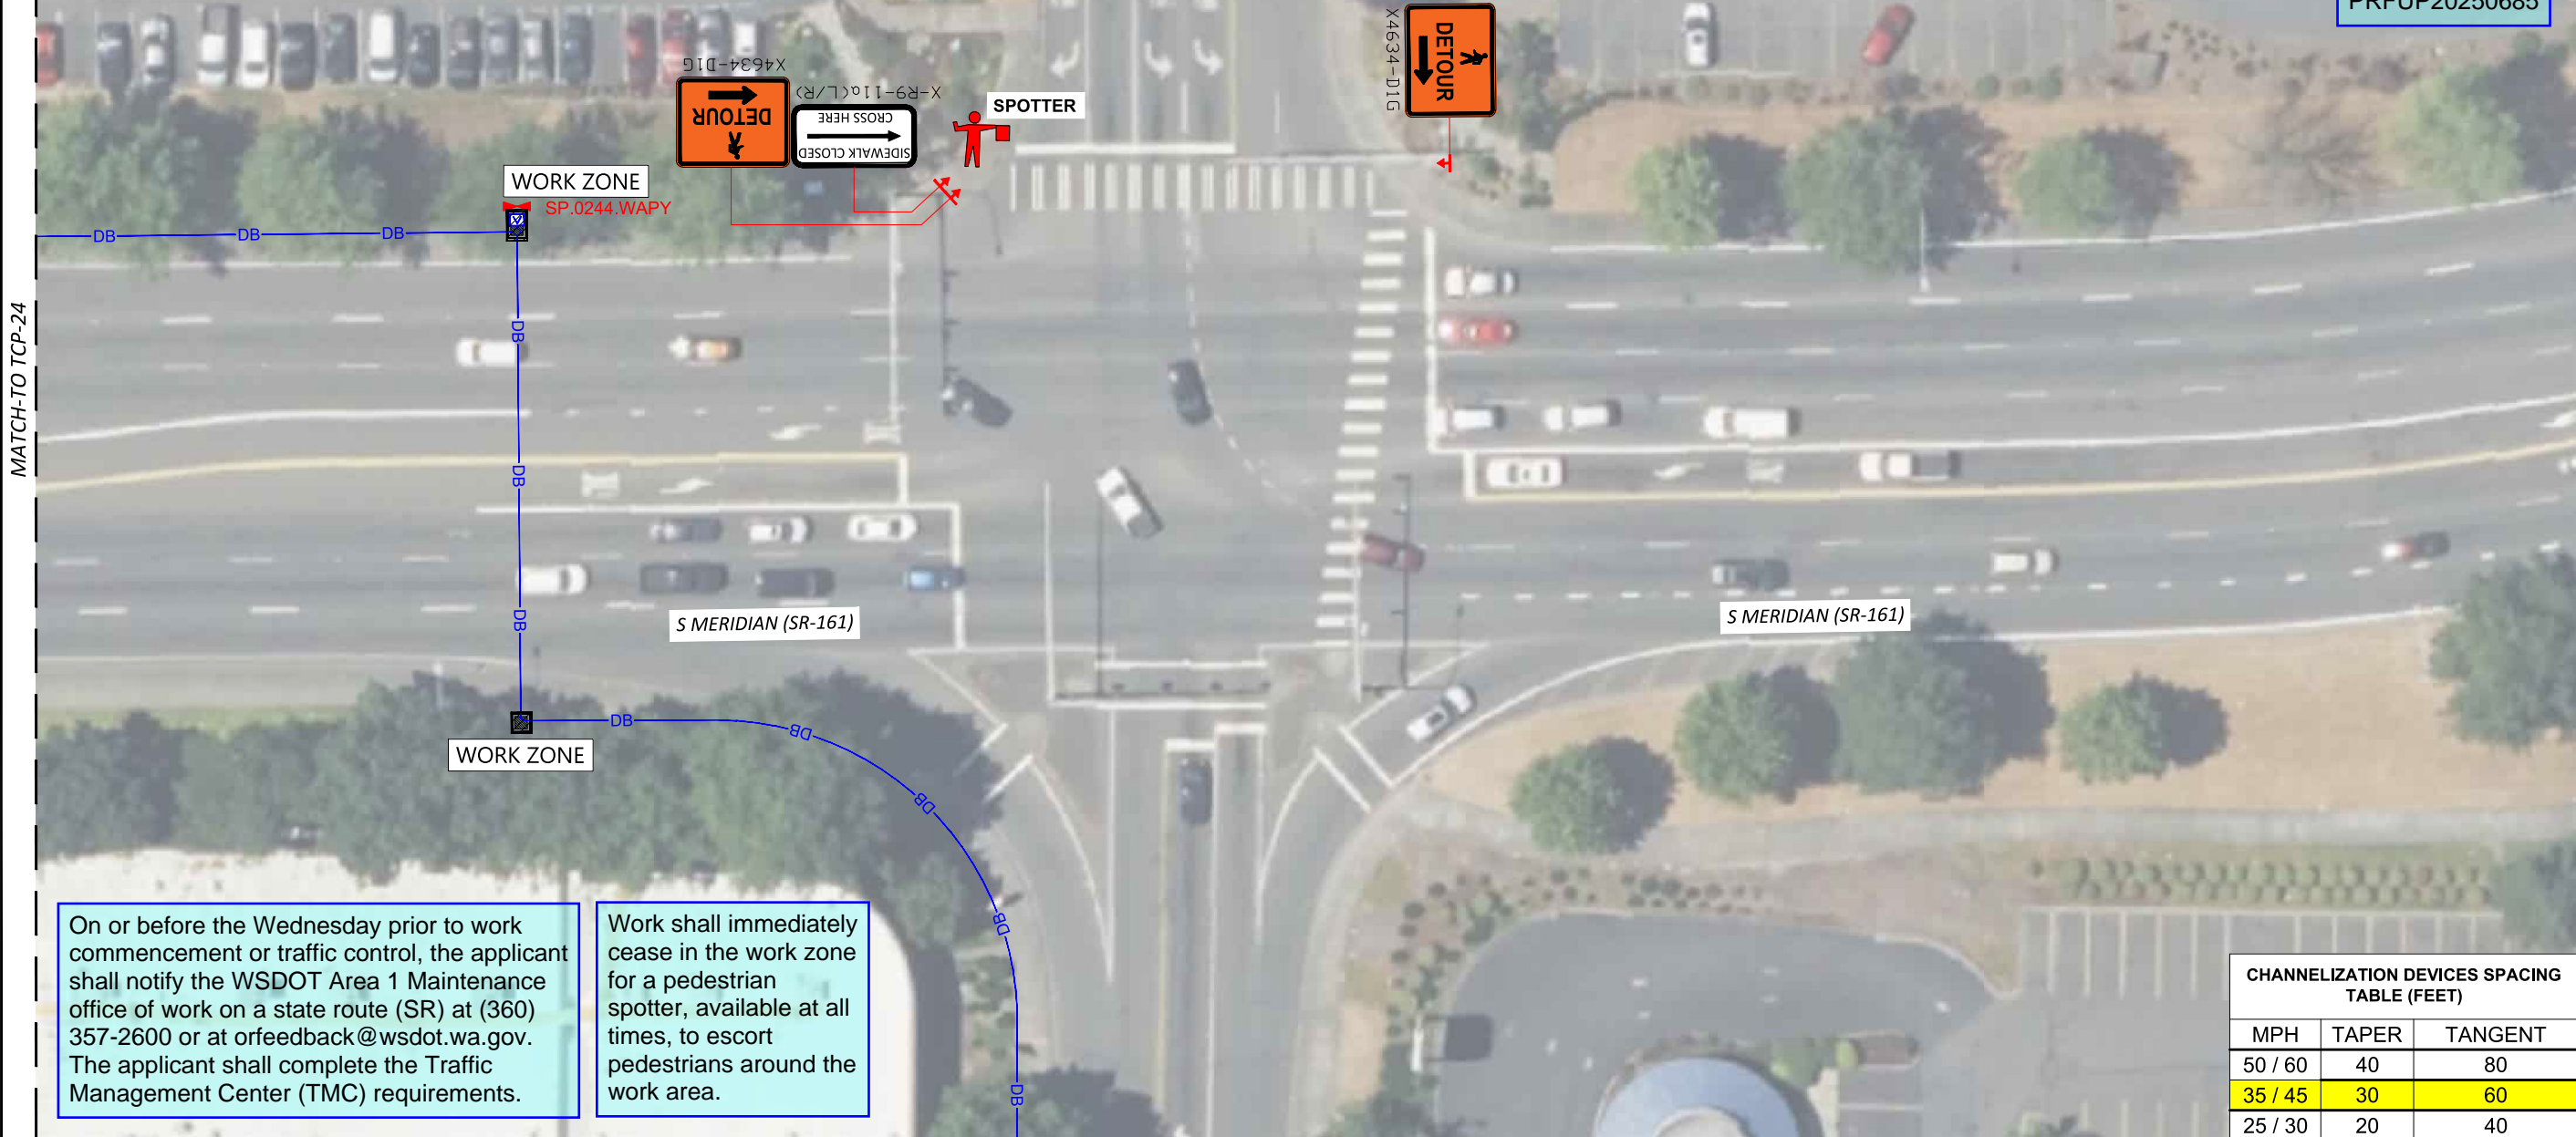 PRFUP20250685
X4634-D1G
DETOUR
X-R9-11a(L/R)
SIDEWALK CLOSED
CROSS HERE
SPOTTER
X4634-D1G
DETOUR
WORK ZONE
SP.0244.WAPY
DB
DB
DB
DB
DB
DB
MATCH-TO TCP-24
S MERIDIAN (SR-161)
S MERIDIAN (SR-161)
WORK ZONE
DB
DB
DB
DB
DB
On or before the Wednesday prior to work
commencement or traffic control, the applicant
shall notify the WSDOT Area 1 Maintenance
office of work on a state route (SR) at (360)
357-2600 or at orfeedback@wsdot.wa.gov.
The applicant shall complete the Traffic
Management Center (TMC) requirements.
Work shall immediately
cease in the work zone
for a pedestrian
spotter, available at all
times, to escort
pedestrians around the
work area.
CHANNELIZATION DEVICES SPACING
TABLE (FEET)
MPH TAPER TANGENT
50 / 60 40 80
35 / 45 30 60
25 / 30 20 40